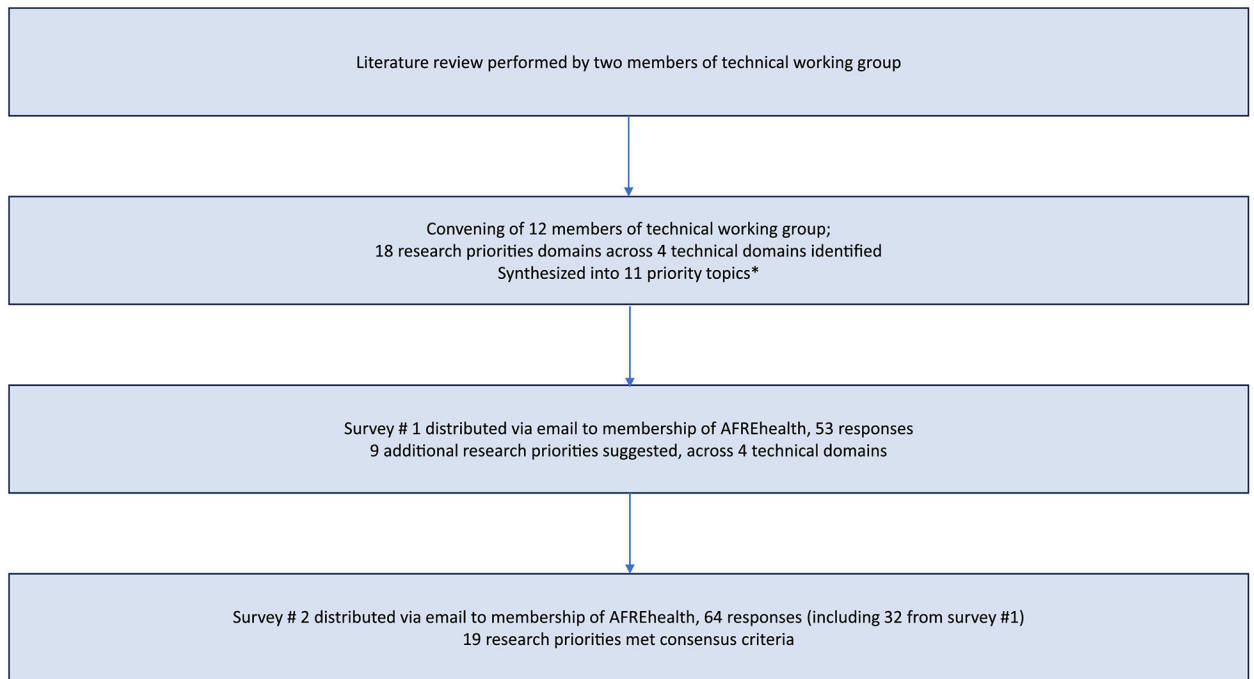 Literature review performed by two members of technical working group
Convening of 12 members of technical working group;
18 research priorities domains across 4 technical domains identified
Synthesized into 11 priority topics*
Survey # 1 distributed via email to membership of AFREhealth, 53 responses
9 additional research priorities suggested, across 4 technical domains
Survey # 2 distributed via email to membership of AFREhealth, 64 responses (including 32 from survey #1)
19 research priorities met consensus criteria